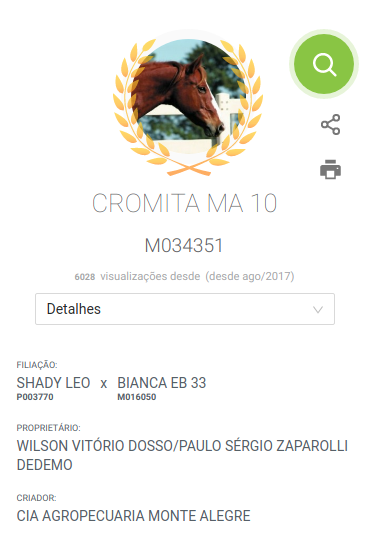 CROMITA MA 10
M034351
6028 visualizações desde (desde ago/2017)
Detalhes
FILIAÇÃO:
SHADY LEO x BIANCA EB 33
P003770 M016050
PROPRIETÁRIO:
WILSON VITÓRIO DOSSO/PAULO SÉRGIO ZAPAROLLI
DEDEMO
CRIADOR:
CIA AGROPECUARIA MONTE ALEGRE